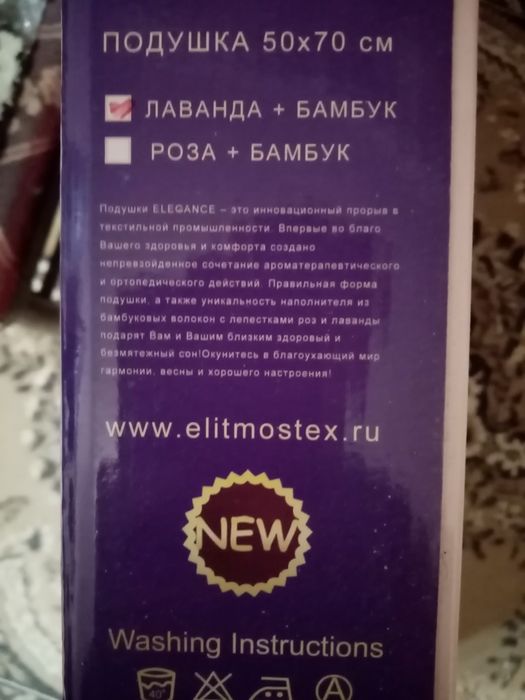 ПОДУШКА 50x70 см
ЛАВАНДА + БАМБУК
РОЗА + БАМБУК
Подушки ELEGANCE – это инновационный прорыв в
текстильной промышленности. Впервые во благо
Вашего здоровья и комфорта создано
непревзойденное сочетание ароматерапевтического
и ортопедического действий. Правильная форма
подушки, а также уникальность наполнителя из
бамбуковых волокон с лепестками роз и лаванды
подарят Вам и Вашим близким здоровый и
безмятежный сон!Окунитесь в благоухающий мир
гармонии, весны и хорошего настроения!
www.elitmostex.ru
NEW
Washing Instructions
40° A